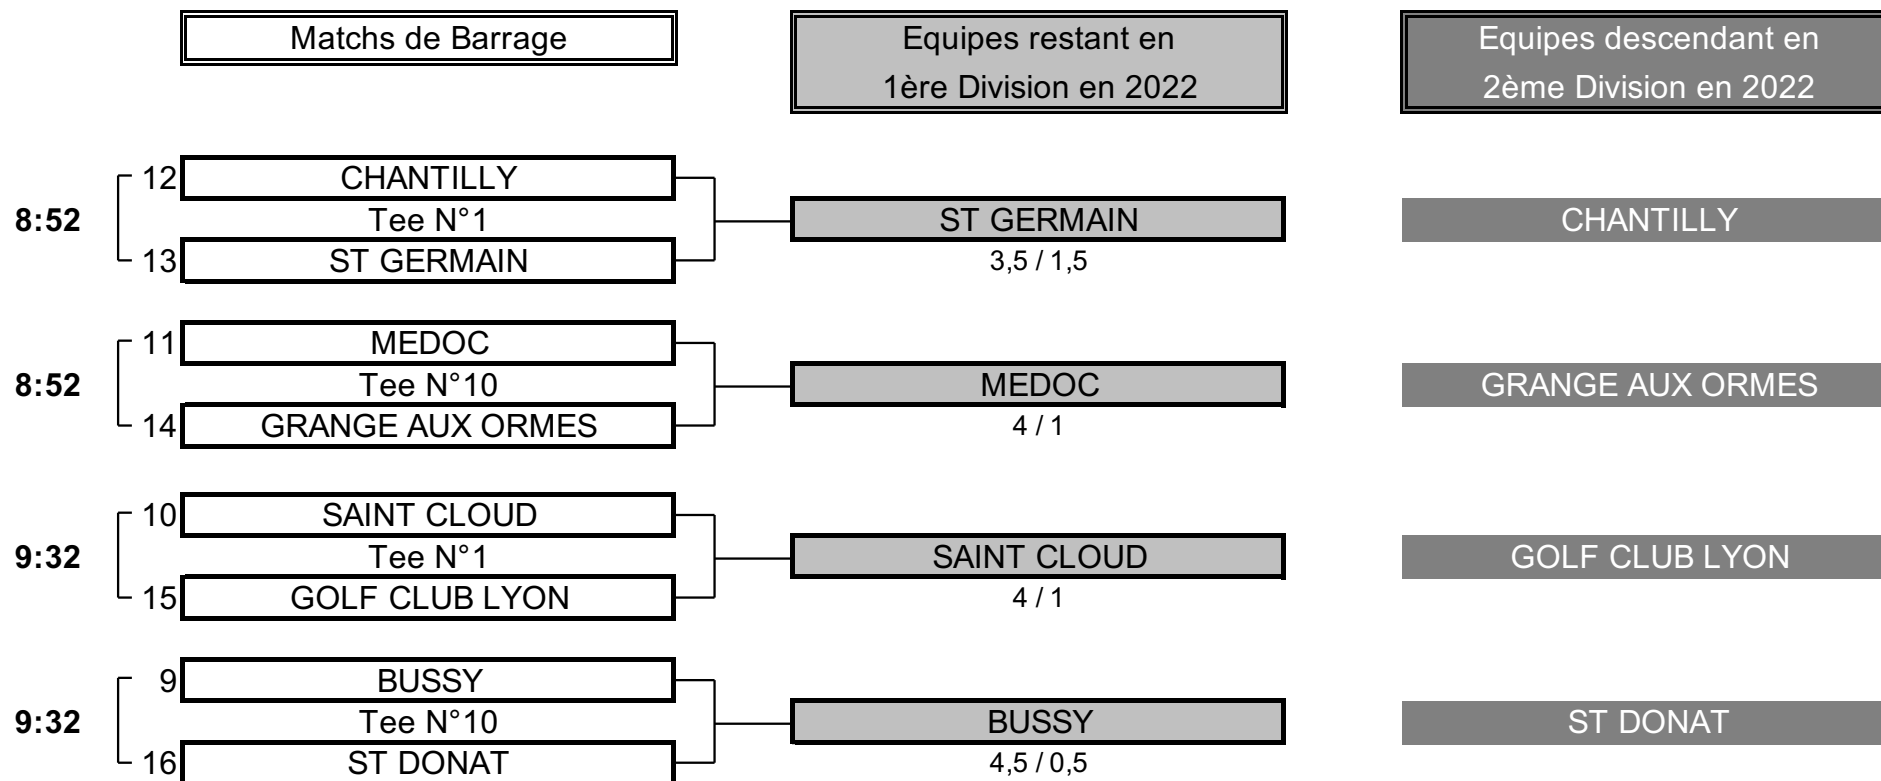 Matchs de Barrage
Equipes restant en
1ère Division en 2022
Equipes descendant en
2ème Division en 2022
12 CHANTILLY
8:52 Tee N°1 ST GERMAIN CHANTILLY
13 ST GERMAIN 3,5 / 1,5
11 MEDOC
8:52 Tee N°10 MEDOC GRANGE AUX ORMES
14 GRANGE AUX ORMES 4 / 1
10 SAINT CLOUD
9:32 Tee N°1 SAINT CLOUD GOLF CLUB LYON
15 GOLF CLUB LYON 4 / 1
9 BUSSY
9:32 Tee N°10 BUSSY ST DONAT
16 ST DONAT 4,5 / 0,5